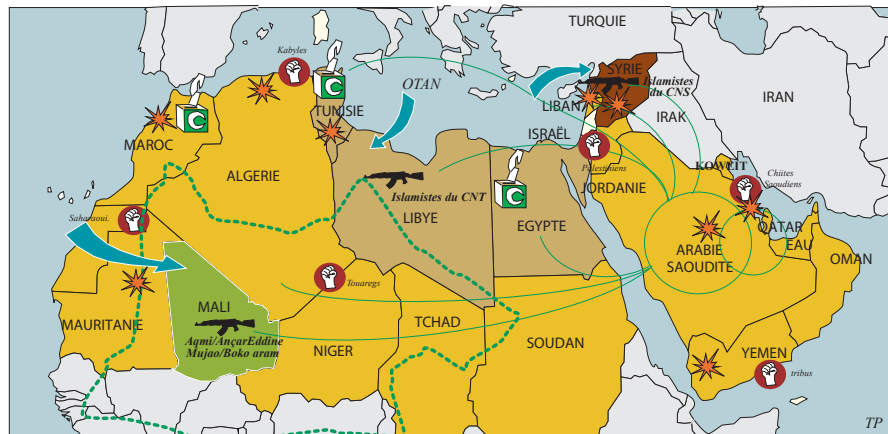 TURQUIE
Kabyles
OTAN
SYRIE
Islamistes
du CNS
LIBAN
IRAN
TUNISIE
ISRAËL
IRAK
MAROC
KOWEIT
Palestiniens
Chiites
Saoudiens
ALGERIE
JORDANIE
Islamistes du CNT
Saharaoui.
LIBYE
EGYPTE
QATAR
EAU
ARABIE
SAOUDITE
OMAN
Touaregs
MALI
MAURITANIE
TCHAD
Aqmi/AnçarEddine
Mujao/Boko aram
NIGER
SOUDAN
YEMEN
tribus
TP